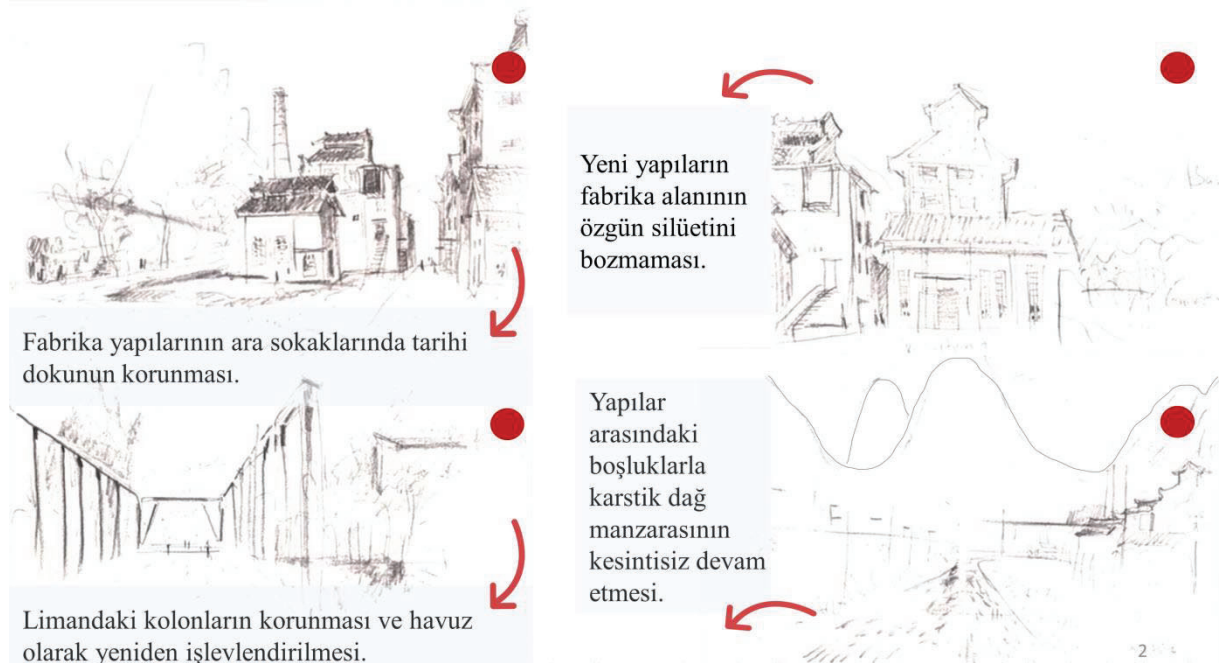 Fabrika yapılarının ara sokaklarında tarihi
dokunun korunması.
Yeni yapıların
fabrika alanının
özgün silüetini
bozmaması.
Limandaki kolonların korunması ve havuz
olarak yeniden işlevlendirilmesi.
Yapılar
arasındaki
boşluklarla
karstik dağ
manzarasının
kesintisiz devam
etmesi.
2